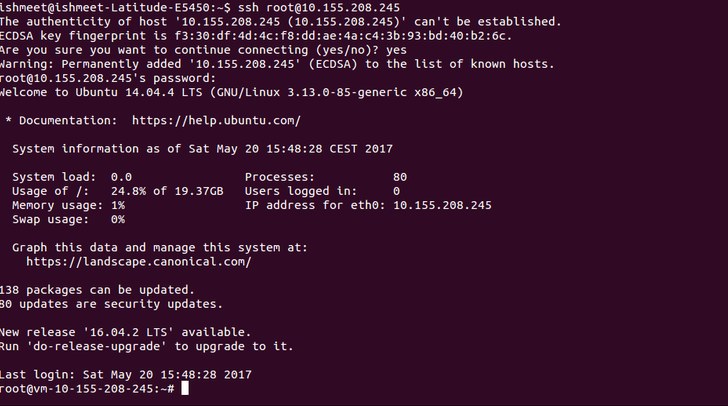 ishmeet@ishmeet-Latitude-E5450:~$ ssh root@10.155.208.245
The authenticity of host '10.155.208.245 (10.155.208.245)' can't be established.
ECDSA key fingerprint is f3:30:df:4d:4c:f8:dd:ae:4a:c4:3b:93:bd:40:b2:6c.
Are you sure you want to continue connecting (yes/no)? yes
Warning: Permanently added '10.155.208.245' (ECDSA) to the list of known hosts.
root@10.155.208.245's password:
Welcome to Ubuntu 14.04.4 LTS (GNU/Linux 3.13.0-85-generic x86_64)
* Documentation:  https://help.ubuntu.com/
System information as of Sat May 20 15:48:28 CEST 2017
System load:  0.0               Processes:           80
Usage of /:   24.8% of 19.37GB   Users logged in:     0
Memory usage: 1%                IP address for eth0: 10.155.208.245
Swap usage:   0%
Graph this data and manage this system at:
https://landscape.canonical.com/
138 packages can be updated.
80 updates are security updates.
New release '16.04.2 LTS' available.
Run 'do-release-upgrade' to upgrade to it.
Last login: Sat May 20 15:48:28 2017
root@vm-10-155-208-245:~#